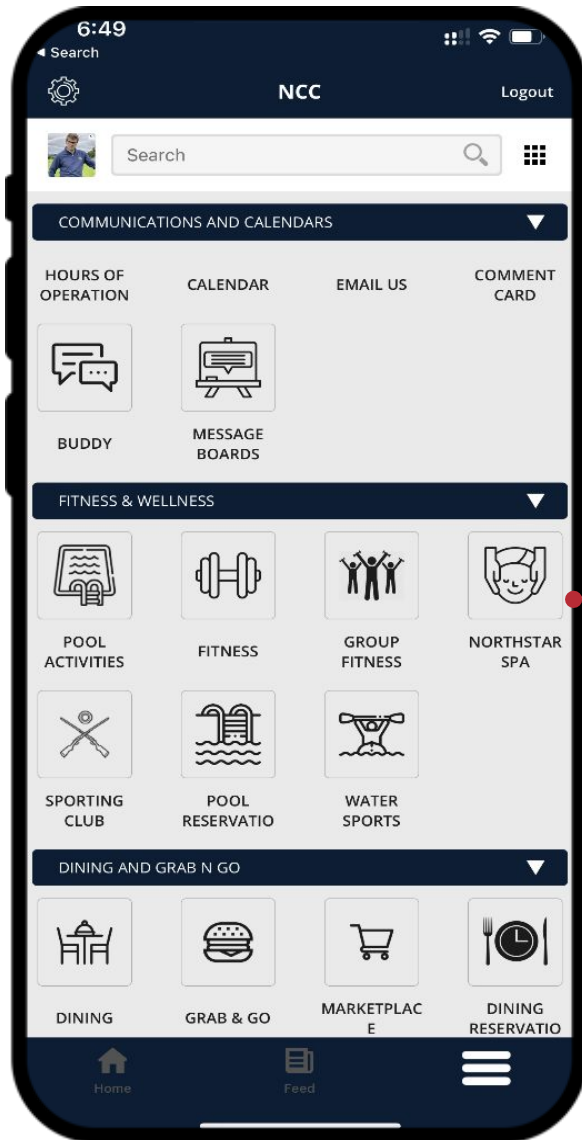 6:49
◄ Search
NCC
Logout
Search
COMMUNICATIONS AND CALENDARS
HOURS OF
OPERATION
CALENDAR
EMAIL US
COMMENT
CARD
BUDDY
MESSAGE
BOARDS
FITNESS & WELLNESS
POOL
ACTIVITIES
FITNESS
GROUP
FITNESS
NORTHSTAR
SPA
SPORTING
CLUB
POOL
RESERVATIO
WATER
SPORTS
DINING AND GRAB N GO
DINING
GRAB & GO
MARKETPLAC
E
DINING
RESERVATIO
Home
Feed